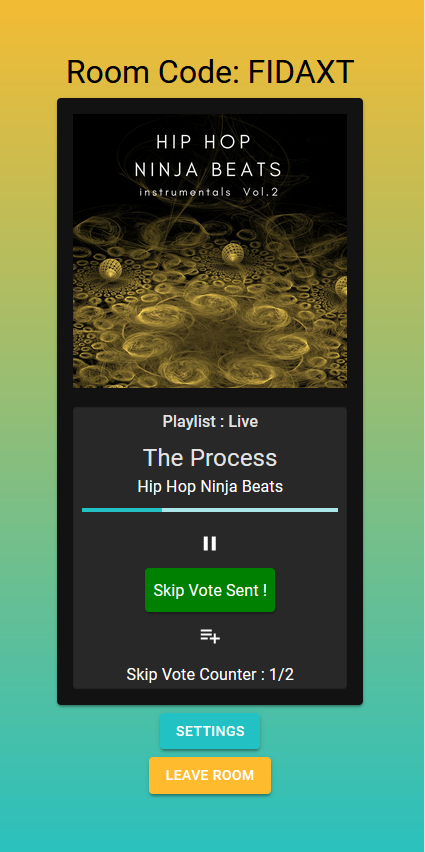 Room Code: FIDAXT
HIP HOP
NINJA BEATS
instrumentals Vol.2
Playlist : Live
The Process
Hip Hop Ninja Beats
Skip Vote Sent !
Skip Vote Counter : 1/2
SETTINGS
LEAVE ROOM